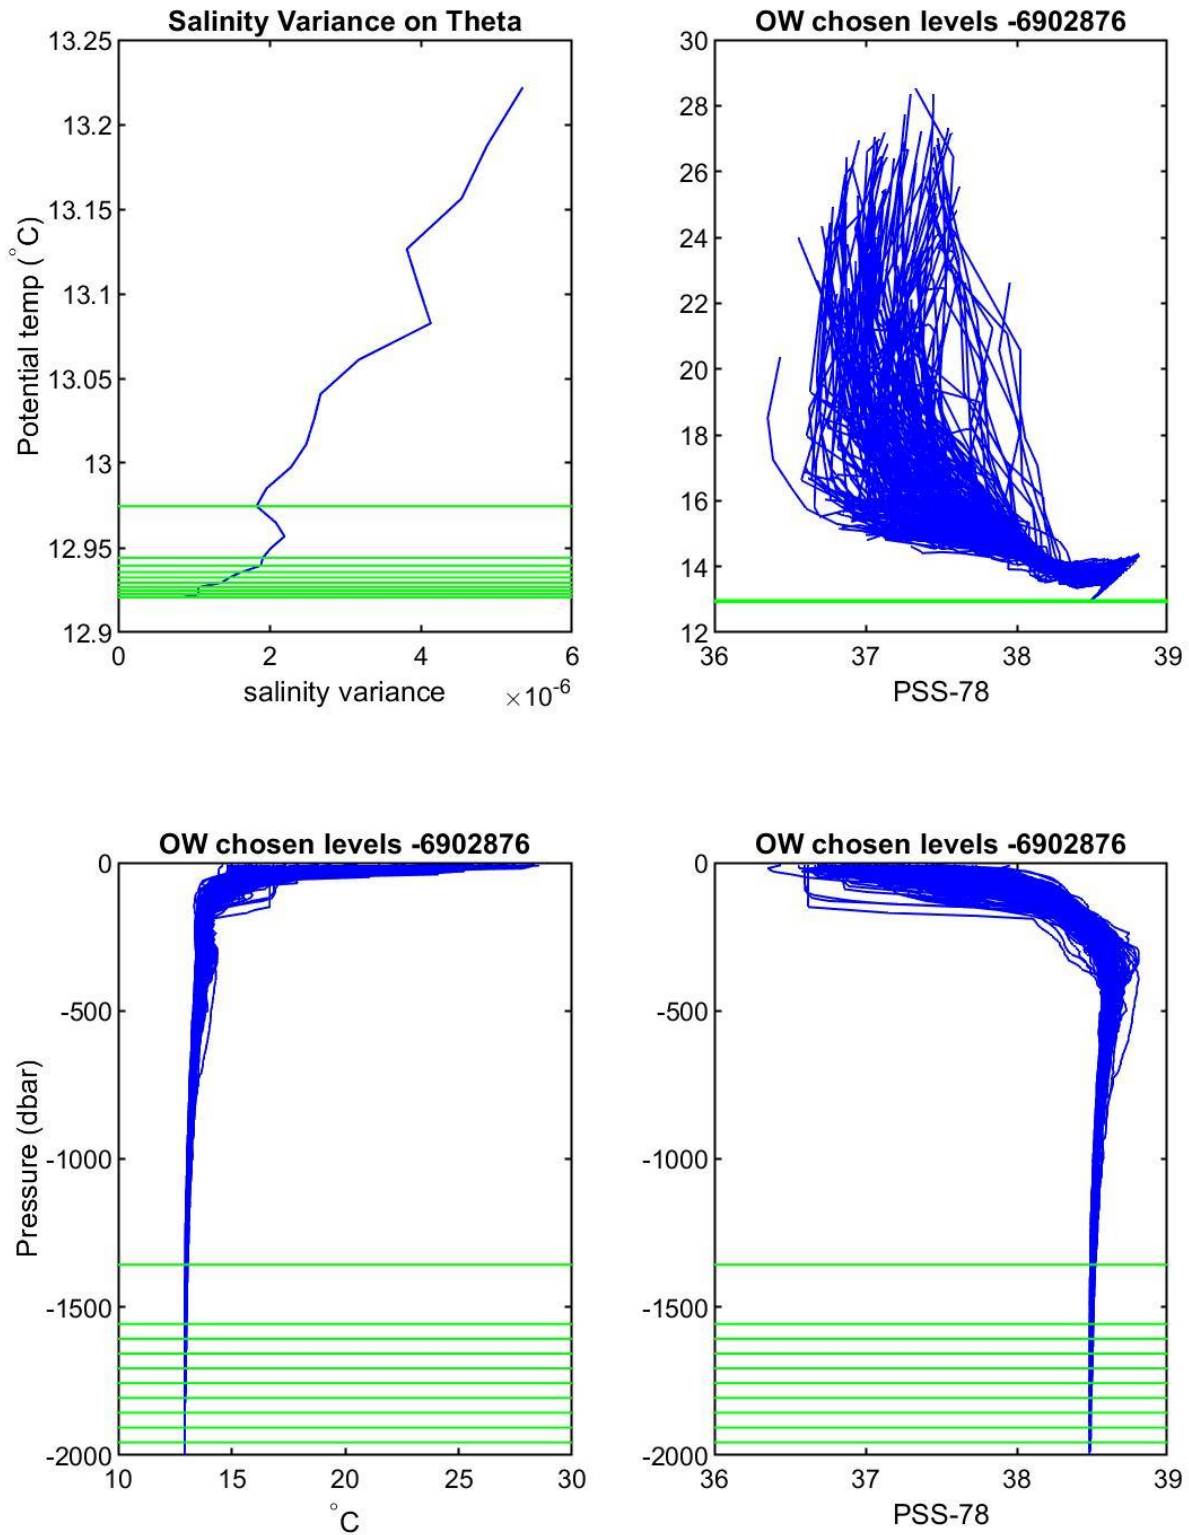 Salinity Variance on Theta
13.25
13.2
13.15
13.1
13.05
13
12.95
12.9
Potential temp (°C)
0 2 4 6
salinity variance
×10-6
OW chosen levels -6902876
30
28
26
24
22
20
18
16
14
12
36 37 38 39
PSS-78
OW chosen levels -6902876
0
-500
-1000
-1500
-2000
Pressure (dbar)
10 15 20 25 30
°C
OW chosen levels -6902876
0
-500
-1000
-1500
-2000
36 37 38 39
PSS-78